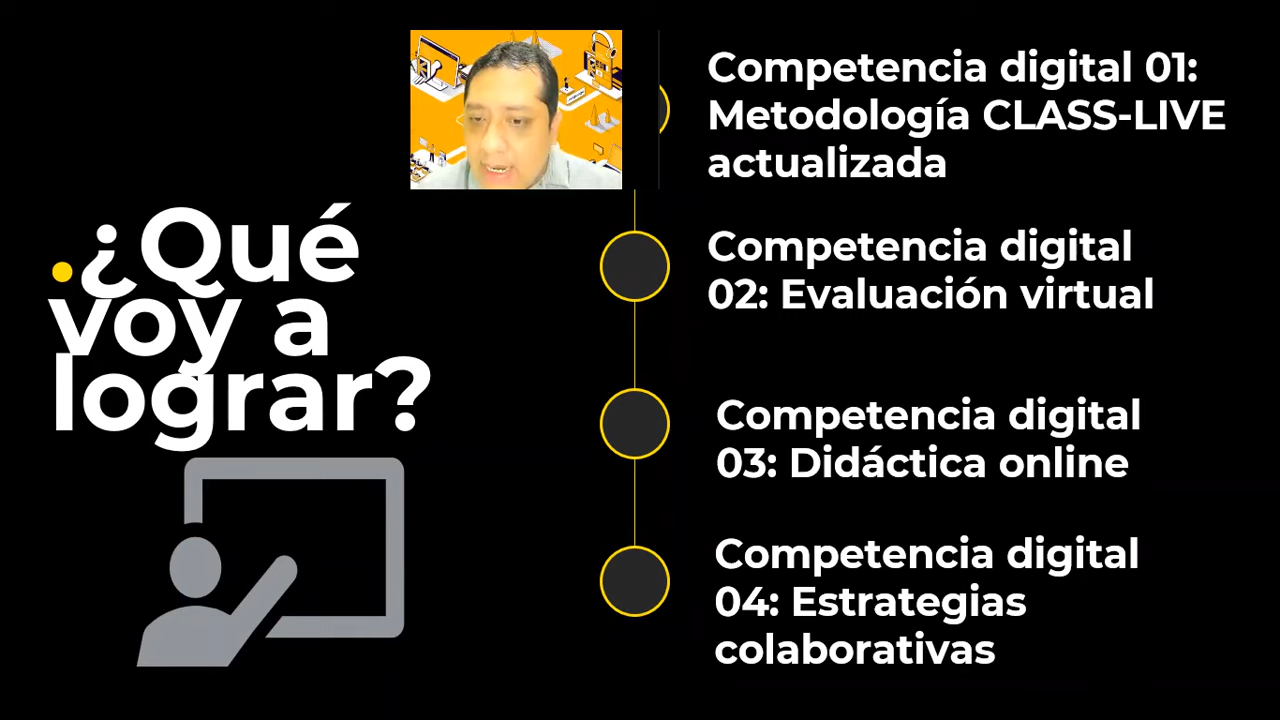 .¿Qué
voy a
lograr?
Competencia digital 01:
Metodología CLASS-LIVE
actualizada
Competencia digital
02: Evaluación virtual
Competencia digital
03: Didáctica online
Competencia digital
04: Estrategias
colaborativas